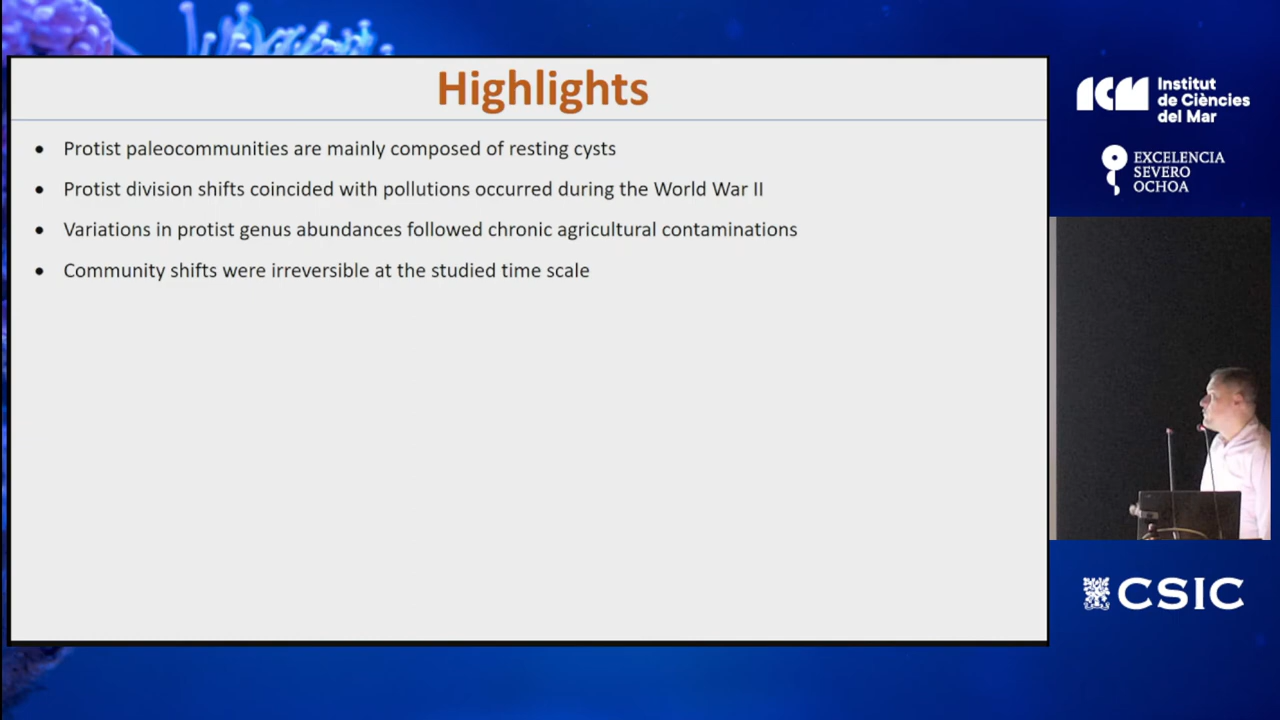 Highlights
• Protist paleocommunities are mainly composed of resting cysts
• Protist division shifts coincided with pollutions occurred during the World War II
• Variations in protist genus abundances followed chronic agricultural contaminations
• Community shifts were irreversible at the studied time scale
ICM
Institut
de Ciències
del Mar
EXCELENCIA
SEVERO
OCHOA
CSIC